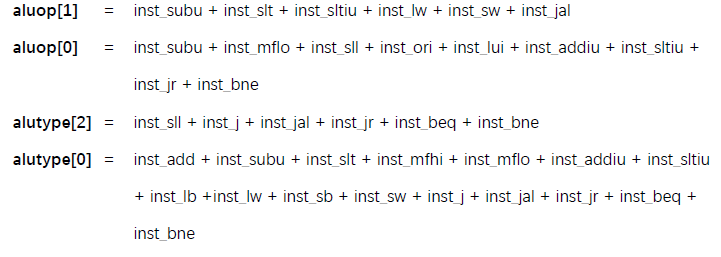 aluop[1] = inst_subu + inst_slt + inst_sltiu + inst_lw + inst_sw + inst_jal
aluop[0] = inst_subu + inst_mflo + inst_sll + inst_ori + inst_lui + inst_addiu + inst_sltiu +
inst_jr + inst_bne
alutype[2] = inst_sll + inst_j + inst_jal + inst_jr + inst_beq + inst_bne
alutype[0] = inst_add + inst_subu + inst_slt + inst_mfhi + inst_mflo + inst_addiu + inst_sltiu
+ inst_lb +inst_lw + inst_sb + inst_sw + inst_j + inst_jal + inst_jr + inst_beq +
inst_bne